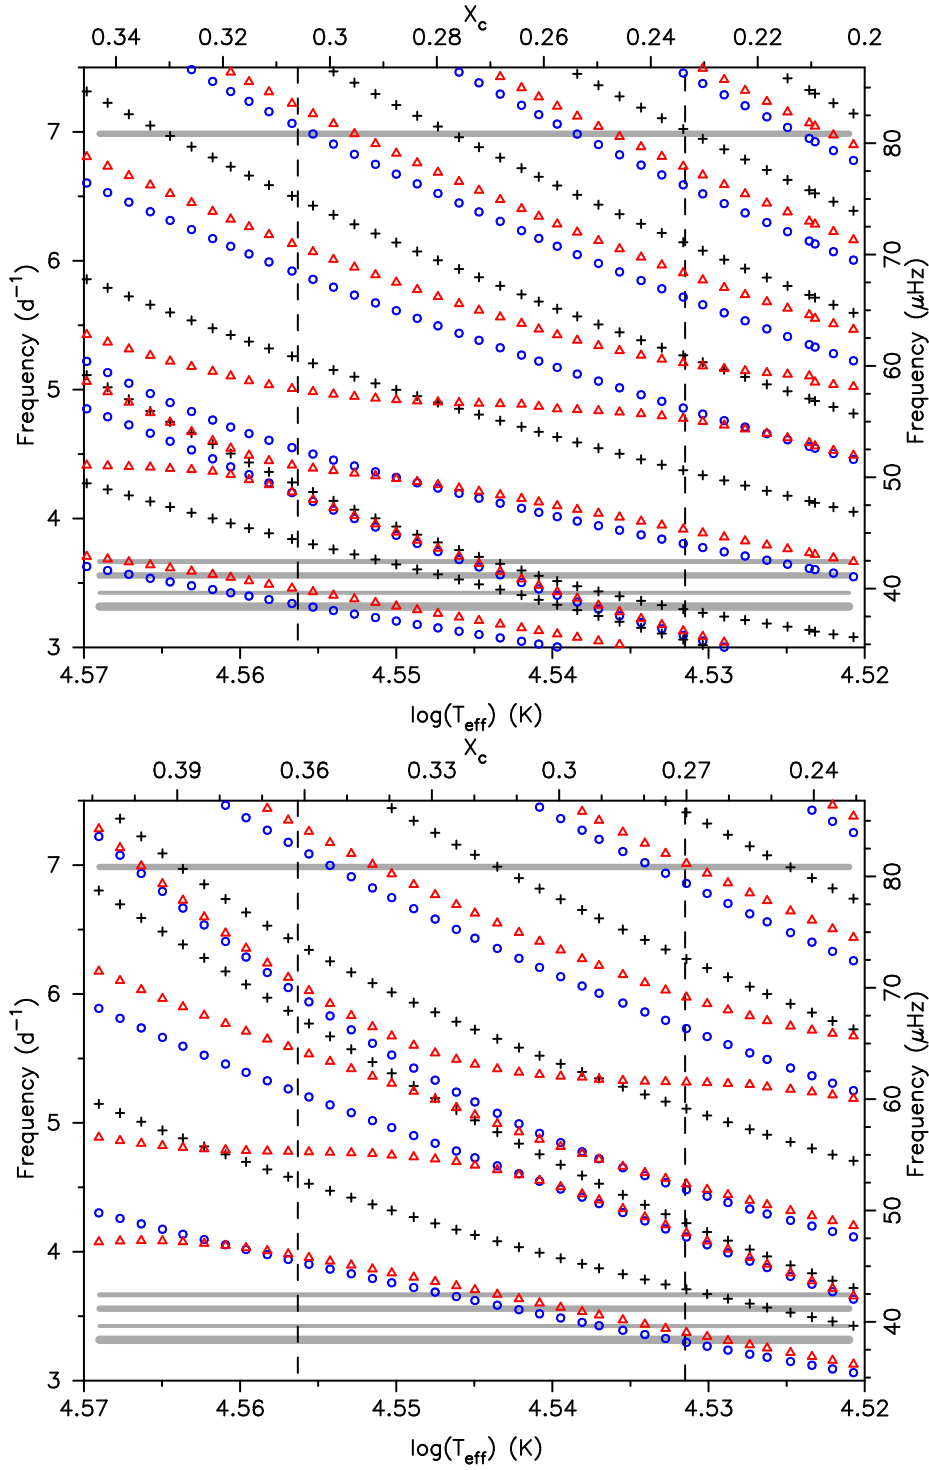 X_c
0.34 0.32 0.3 0.28 0.26 0.24 0.22 0.2
7
6
5
4
3
Frequency (d⁻¹)
80
70
60
50
40
Frequency (μHz)
4.57 4.56 4.55 4.54 4.53 4.52
log(T_eff) (K)
X_c
0.39 0.36 0.33 0.3 0.27 0.24
7
6
5
4
3
Frequency (d⁻¹)
80
70
60
50
40
Frequency (μHz)
4.57 4.56 4.55 4.54 4.53 4.52
log(T_eff) (K)